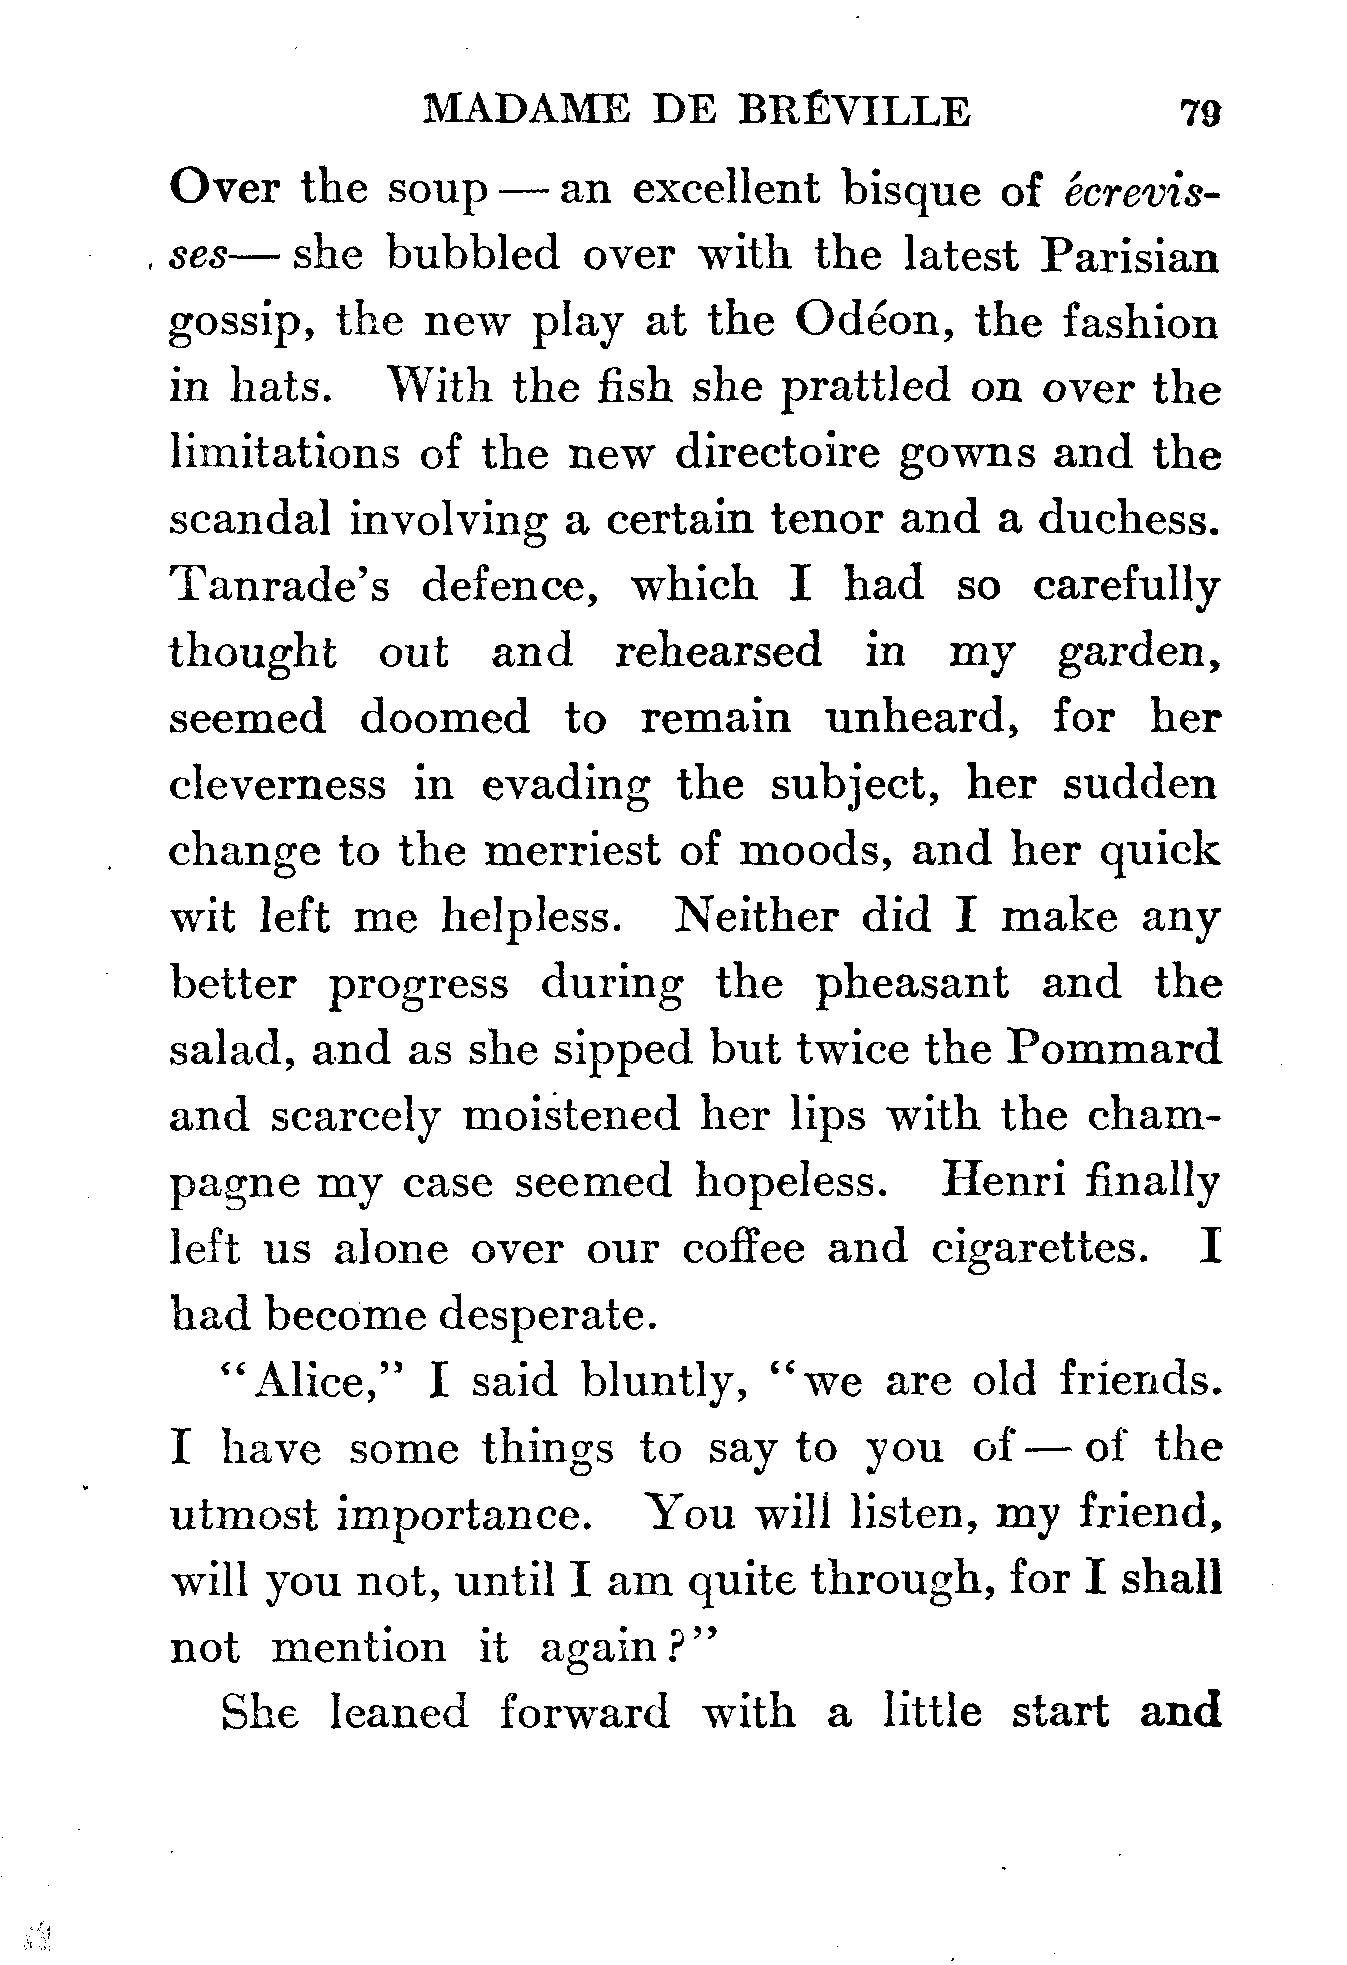 MADAME DE BRÉVILLE 79
Over the soup — an excellent bisque of écrevis-
ses— she bubbled over with the latest Parisian
gossip, the new play at the Odéon, the fashion
in hats. With the fish she prattled on over the
limitations of the new directoire gowns and the
scandal involving a certain tenor and a duchess.
Tanrade’s defence, which I had so carefully
thought out and rehearsed in my garden,
seemed doomed to remain unheard, for her
cleverness in evading the subject, her sudden
change to the merriest of moods, and her quick
wit left me helpless. Neither did I make any
better progress during the pheasant and the
salad, and as she sipped but twice the Pommard
and scarcely moistened her lips with the cham-
pagne my case seemed hopeless. Henri finally
left us alone over our coffee and cigarettes. I
had become desperate.
“Alice,” I said bluntly, “we are old friends.
I have some things to say to you of — of the
utmost importance. You will listen, my friend,
will you not, until I am quite through, for I shall
not mention it again?”
She leaned forward with a little start and